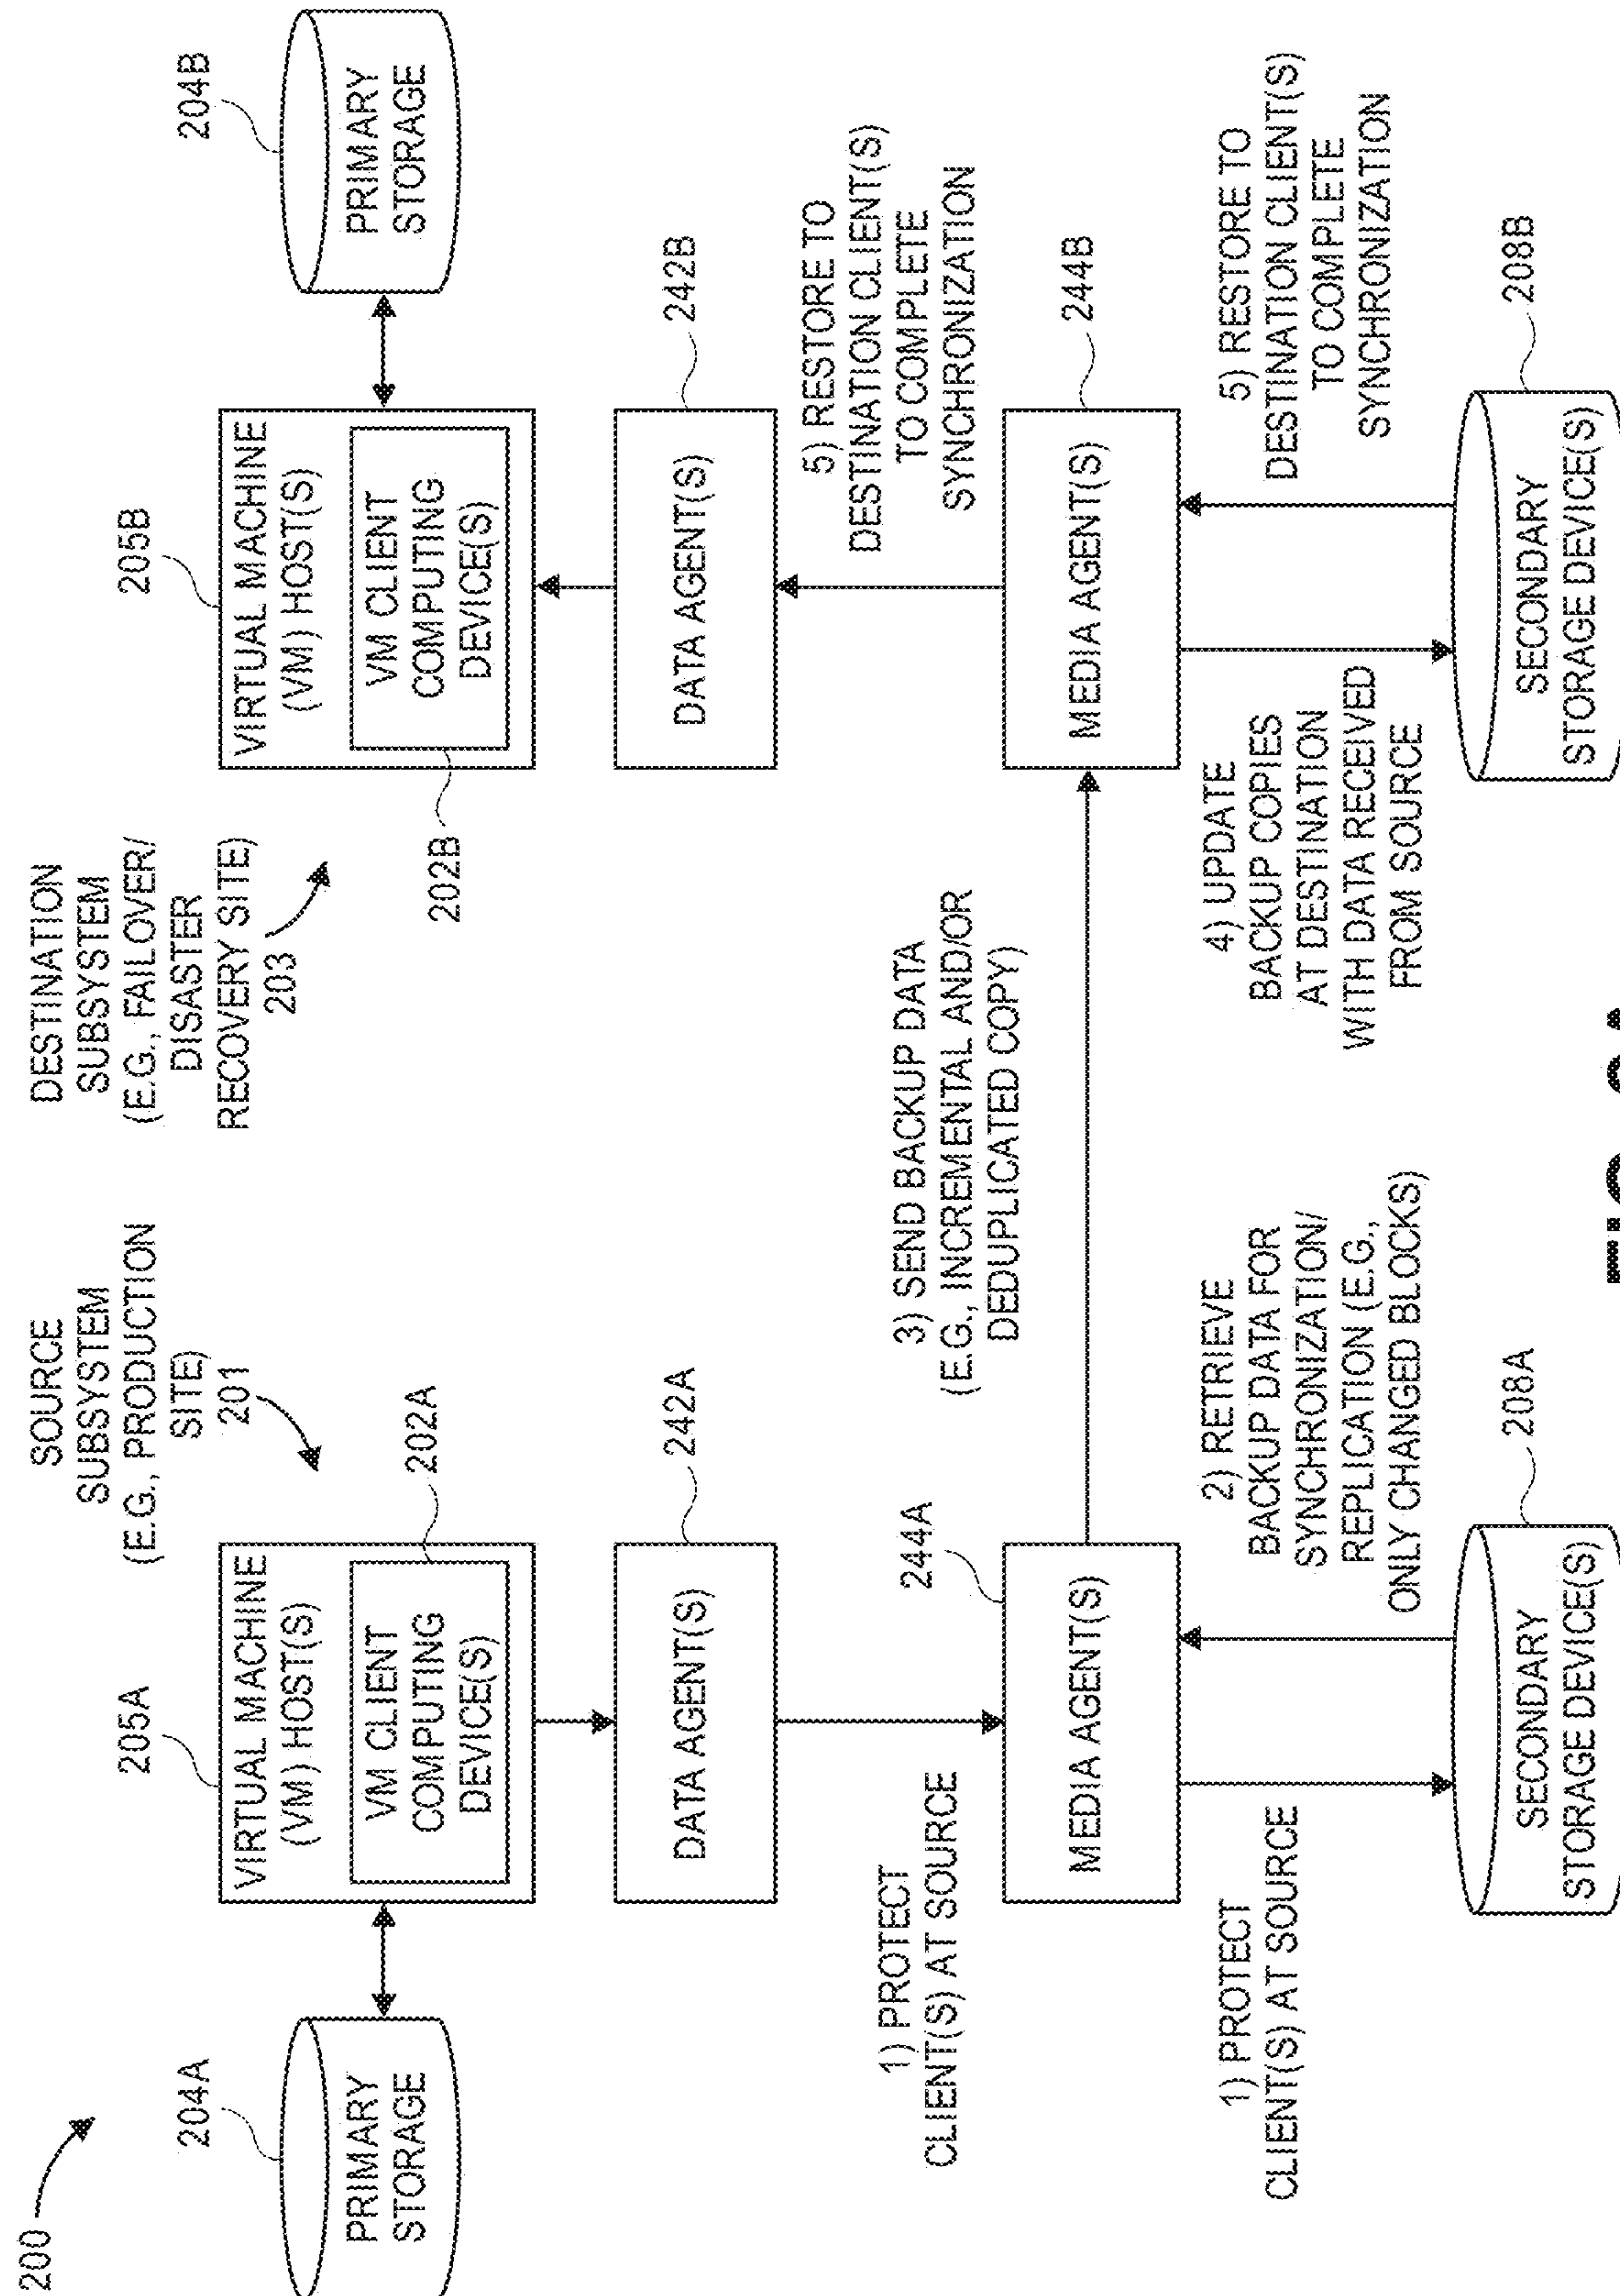 200
SOURCE
SUBSYSTEM
(E.G., PRODUCTION
SITE)
201
DESTINATION
SUBSYSTEM
(E.G., FAILOVER/
DISASTER
RECOVERY SITE)
203
204A
PRIMARY
STORAGE
205A
VIRTUAL MACHINE
(VM) HOST(S)
VM CLIENT
COMPUTING
DEVICE(S)
202A
205B
VIRTUAL MACHINE
(VM) HOST(S)
VM CLIENT
COMPUTING
DEVICE(S)
202B
204B
PRIMARY
STORAGE
DATA AGENT(S)
242A
DATA AGENT(S)
242B
1) PROTECT
CLIENT(S) AT SOURCE
3) SEND BACKUP DATA
(E.G., INCREMENTAL AND/OR
DEDUPLICATED COPY)
5) RESTORE TO
DESTINATION CLIENT(S)
TO COMPLETE
SYNCHRONIZATION
MEDIA AGENT(S)
244A
MEDIA AGENT(S)
244B
1) PROTECT
CLIENT(S) AT SOURCE
2) RETRIEVE
BACKUP DATA FOR
SYNCHRONIZATION/
REPLICATION (E.G.,
ONLY CHANGED BLOCKS)
4) UPDATE
BACKUP COPIES
AT DESTINATION
WITH DATA RECEIVED
FROM SOURCE
5) RESTORE TO
DESTINATION CLIENT(S)
TO COMPLETE
SYNCHRONIZATION
SECONDARY
STORAGE DEVICE(S)
208A
SECONDARY
STORAGE DEVICE(S)
208B